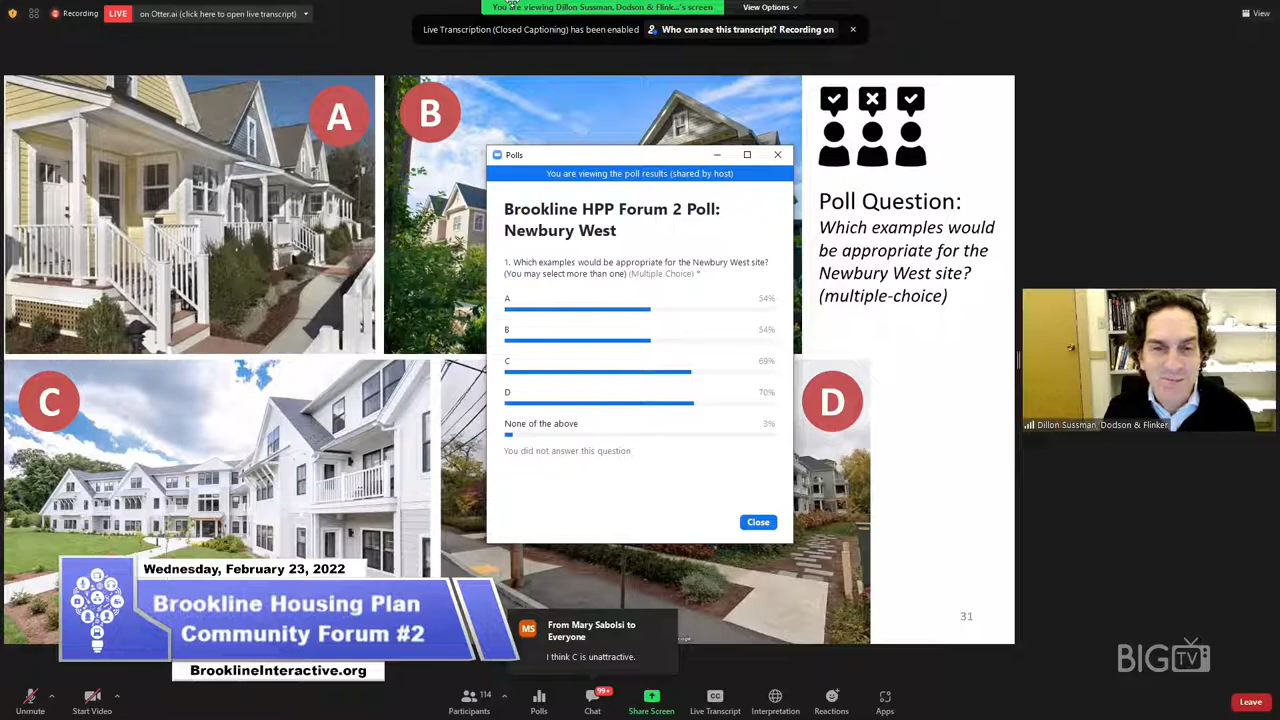 Recording
LIVE
on Otter.ai (click to open live transcript)
You are viewing Dillon Sussman, Dodson & Flink...'s screen
View Options
View
Live Transcription (Closed Captioning) has been enabled
Who can see this transcript? Recording on
A
B
Polls
You are viewing the poll results (shared by host)
Brookline HPP Forum 2 Poll:
Newbury West
1. Which examples would be appropriate for the Newbury West site?
(You may select more than one) (Multiple Choice) *
A 54%
B 54%
C 69%
D 70%
None of the above 3%
You did not answer this question
Close
Poll Question:
Which examples would
be appropriate for the
Newbury West site?
(multiple-choice)
Dillon Sussman, Dodson & Flinker
C
D
31
Wednesday, February 23, 2022
Brookline Housing Plan
Community Forum #2
BrooklineInteractive.org
MS
From Mary Sabolsi to
Everyone
I think C is unattractive.
BIG TV
Unmute
Start Video
114
Participants
Polls
99+
Chat
Share Screen
CC
Live Transcript
Interpretation
Reactions
Apps
Leave